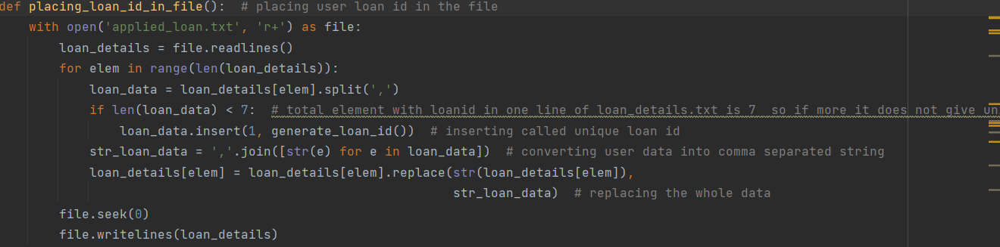 def placing_loan_id_in_file():  # placing user loan id in the file
    with open('applied_loan.txt', 'r+') as file:
        loan_details = file.readlines()
        for elem in range(len(loan_details)):
            loan_data = loan_details[elem].split(',')
            if len(loan_data) < 7:  # total element with loanid in one line of loan_details.txt is 7  so if more it does not give
                loan_data.insert(1, generate_loan_id())  # inserting called unique loan id
            str_loan_data = ','.join([str(e) for e in loan_data])  # converting user data into comma separated string
            loan_details[elem] = loan_details[elem].replace(str(loan_details[elem]),
                                                            str_loan_data)  # replacing the whole data
        file.seek(0)
        file.writelines(loan_details)